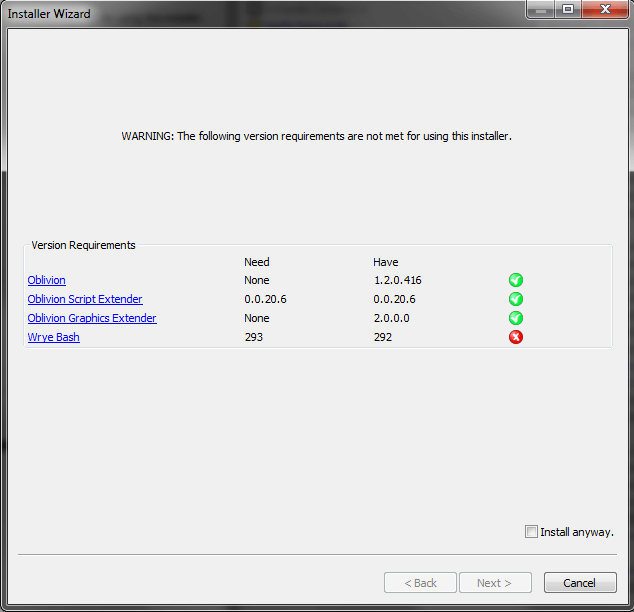 Installer Wizard
WARNING: The following version requirements are not met for using this installer.
Version Requirements
Need Have
Oblivion None 1.2.0.416
Oblivion Script Extender 0.0.20.6 0.0.20.6
Oblivion Graphics Extender None 2.0.0.0
Wrye Bash 293 292
Install anyway.
< Back Next > Cancel